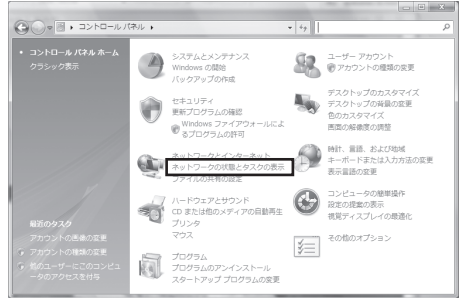 コントロール パネル
コントロール パネル ホーム
クラシック表示
システムとメンテナンス
Windows の開始
バックアップの作成
セキュリティ
更新プログラムの確認
Windows ファイアウォールによ
るプログラムの許可
ネットワークとインターネット
ネットワークの状態とタスクの表示
ファイルの共有の設定
ハードウェアとサウンド
CD または他のメディアの自動再生
プリンタ
マウス
プログラム
プログラムのアンインストール
スタートアップ プログラムの変更
ユーザー アカウント
アカウントの種類の変更
デスクトップのカスタマイズ
デスクトップの背景の変更
色のカスタマイズ
画面の解像度の調整
時計、言語、および地域
キーボードまたは入力方法の変更
表示言語の変更
コンピュータの簡単操作
設定の提案の表示
視覚ディスプレイの最適化
その他のオプション
最近のタスク
アカウントの画像の変更
アカウントの種類の変更
他のユーザーにこのコンピュ
ータのアクセスを付与